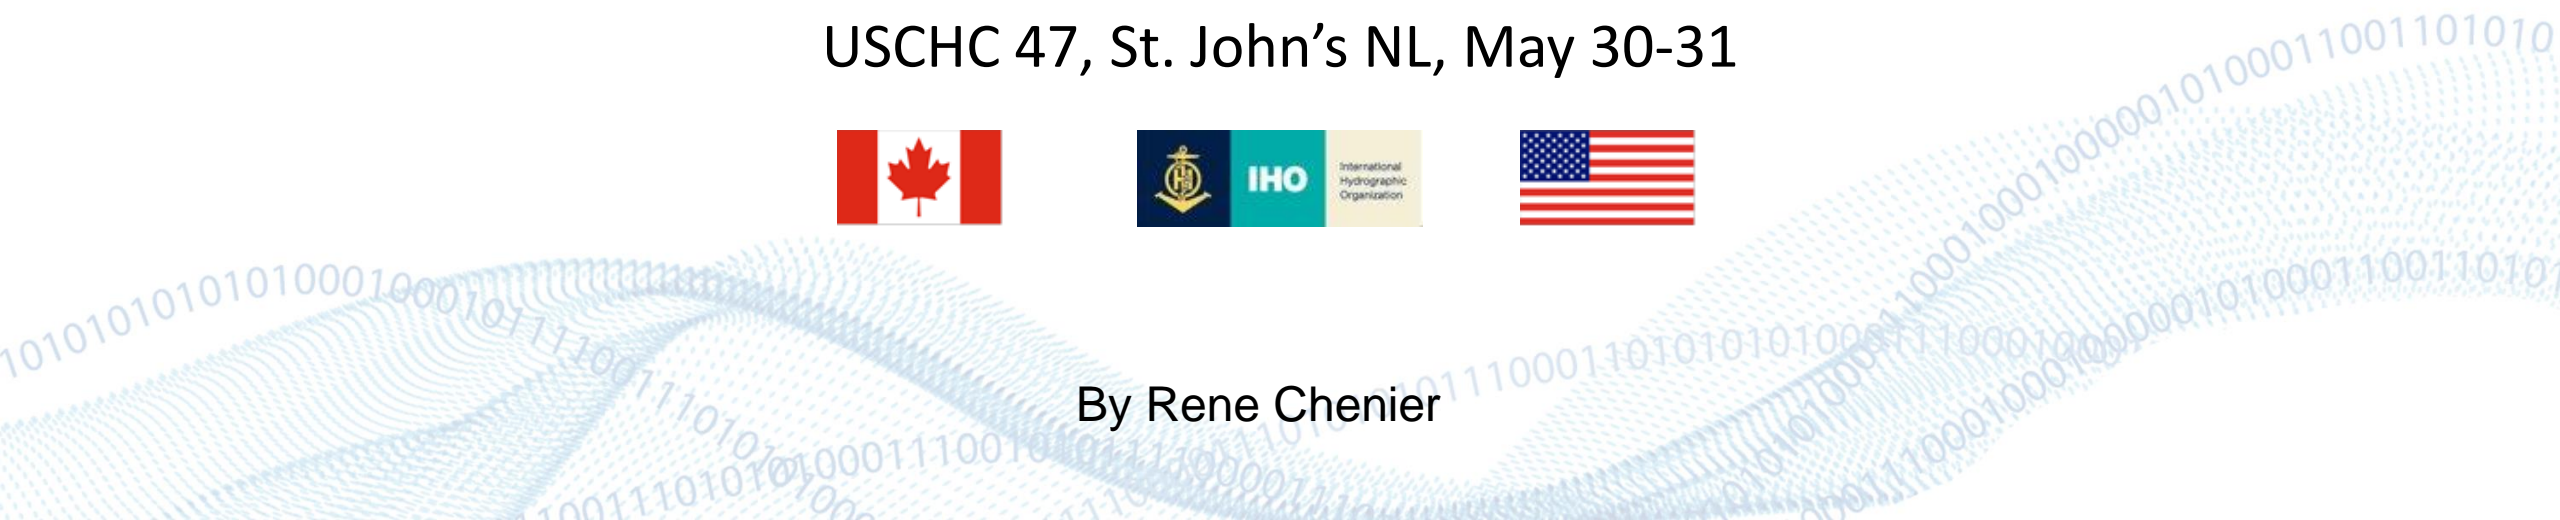 USCHC 47, St. John’s NL, May 30-31
IHO
International
Hydrographic
Organization
By Rene Chenier